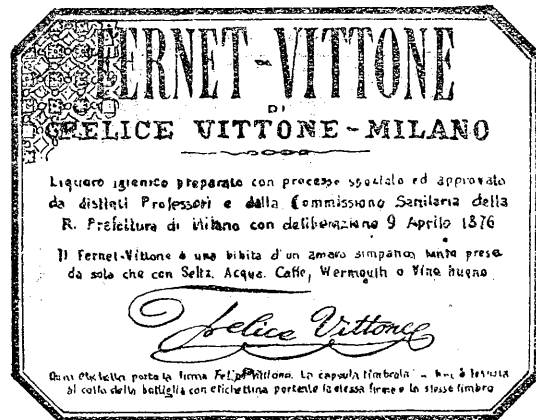 FERNET-VITTONE
DI
FELICE VITTONE-MILANO
Liquore igienico preparato con processo speciale ed approvato
da distinti Professori e dalla Commissione Sanitaria della
R. Prefettura di Milano con deliberazione 9 Aprile 1876
Il Fernet-Vittone è una bibita d'un amaro simpatico, tanto presa
da sola che con Seltz, Acqua, Caffe, Wermouth o Vino buono
Felice Vittone
Ogni etichetta porta la firma Felice Vittone. La capsula timbrata
al collo della bottiglia con etichettina portante la stessa firma e lo stesso timbro